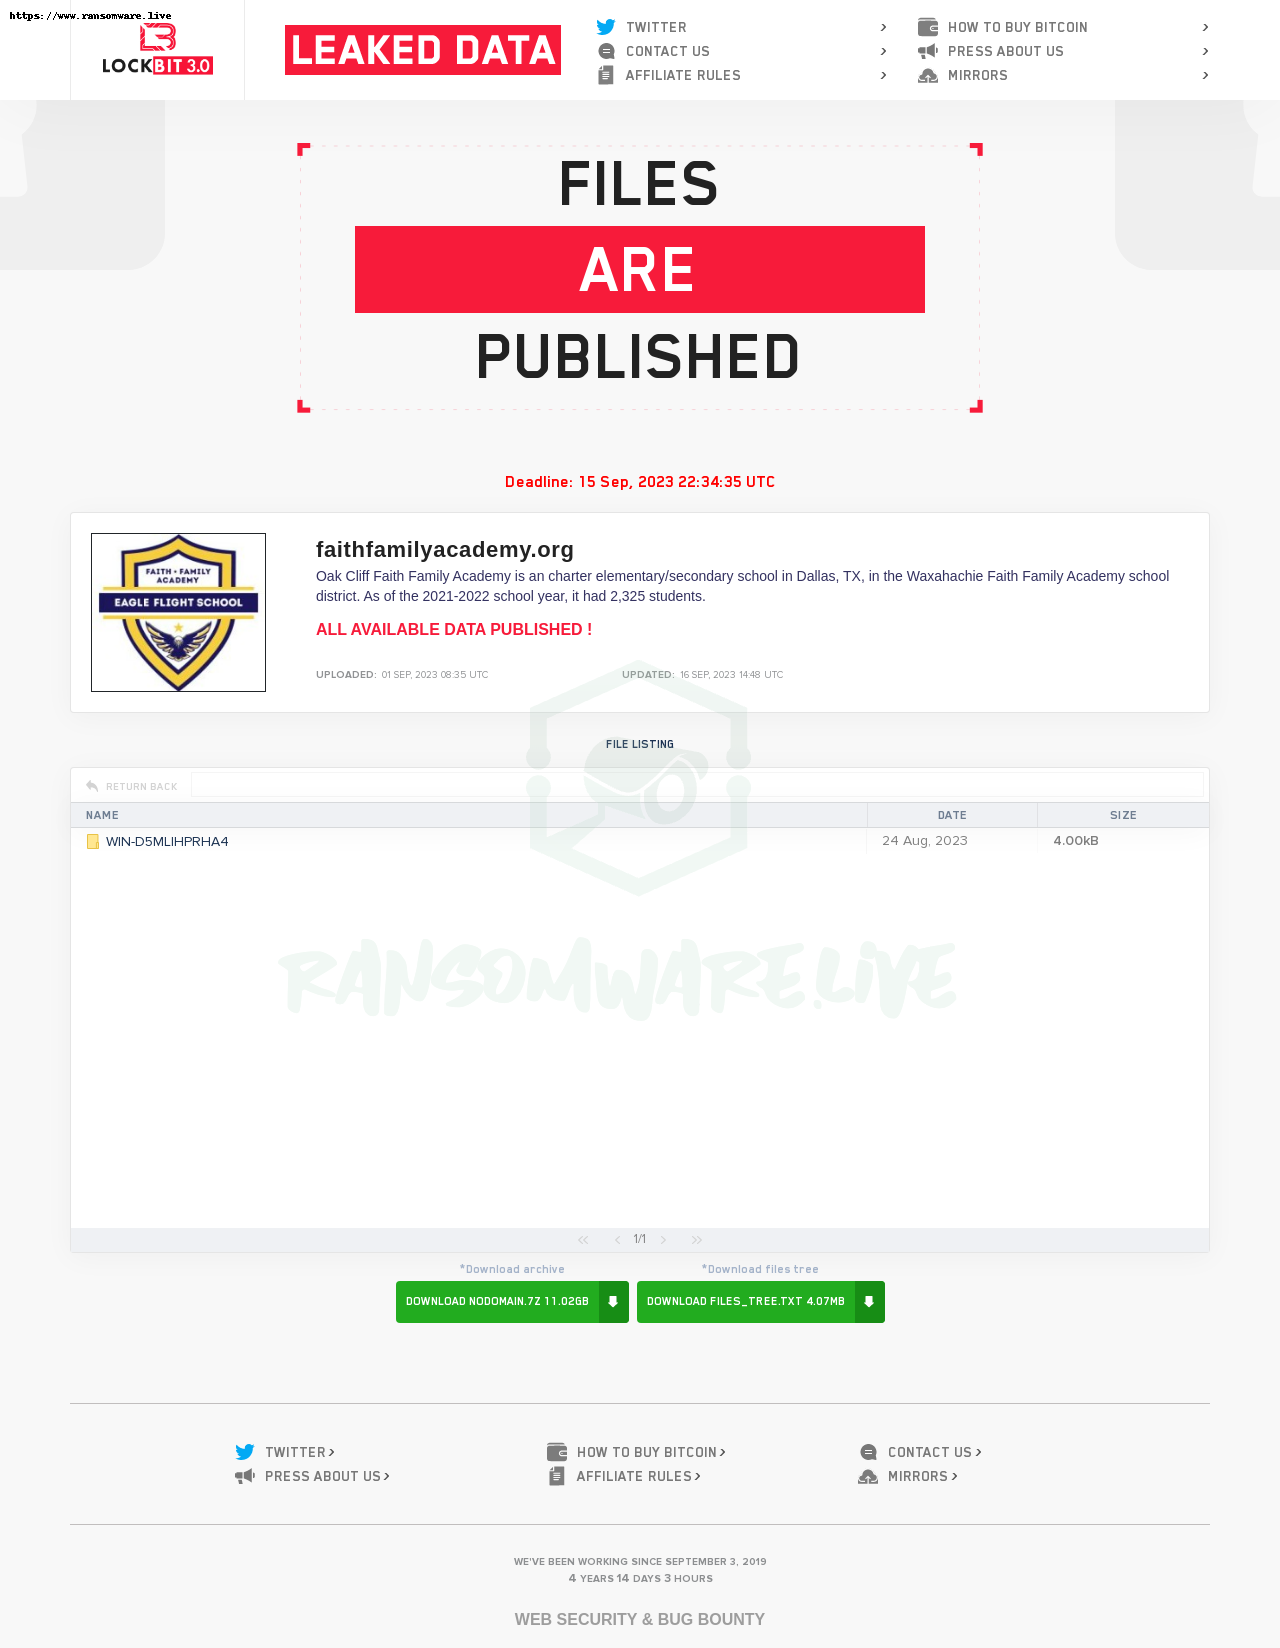 https://www.ransomware.live
LOCKBIT 3.0
LEAKED DATA
TWITTER >
CONTACT US >
AFFILIATE RULES >
HOW TO BUY BITCOIN >
PRESS ABOUT US >
MIRRORS >
FILES
ARE
PUBLISHED
Deadline: 15 Sep, 2023 22:34:35 UTC
FAITH • FAMILY
ACADEMY
EAGLE FLIGHT SCHOOL
faithfamilyacademy.org
Oak Cliff Faith Family Academy is an charter elementary/secondary school in Dallas, TX, in the Waxahachie Faith Family Academy school
district. As of the 2021-2022 school year, it had 2,325 students.
ALL AVAILABLE DATA PUBLISHED !
UPLOADED: 01 SEP, 2023 08:35 UTC UPDATED: 16 SEP, 2023 14:48 UTC
FILE LISTING
RETURN BACK
NAME DATE SIZE
WIN-D5MLIHPRHA4 24 Aug, 2023 4.00kB
RANSOMWARE.LIVE
« < 1/1 > »
*Download archive *Download files tree
DOWNLOAD NODOMAIN.7Z 11.02GB DOWNLOAD FILES_TREE.TXT 4.07MB
TWITTER > HOW TO BUY BITCOIN > CONTACT US >
PRESS ABOUT US > AFFILIATE RULES > MIRRORS >
WE'VE BEEN WORKING SINCE SEPTEMBER 3, 2019
4 YEARS 14 DAYS 3 HOURS
WEB SECURITY & BUG BOUNTY